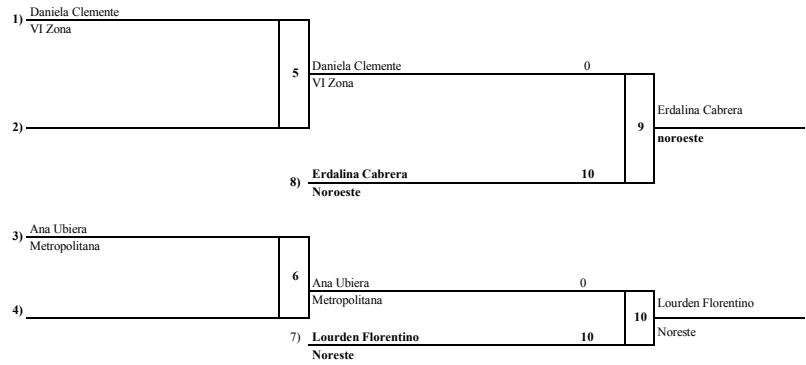 1) Daniela Clemente
VI Zona
5 Daniela Clemente 0
VI Zona
Erdalina Cabrera
2) 9
noroeste
8) Erdalina Cabrera 10
Noroeste
3) Ana Ubiera
Metropolitana
6 Ana Ubiera 0
Metropolitana
Lourden Florentino
4) 10
Noreste
7) Lourden Florentino 10
Noreste